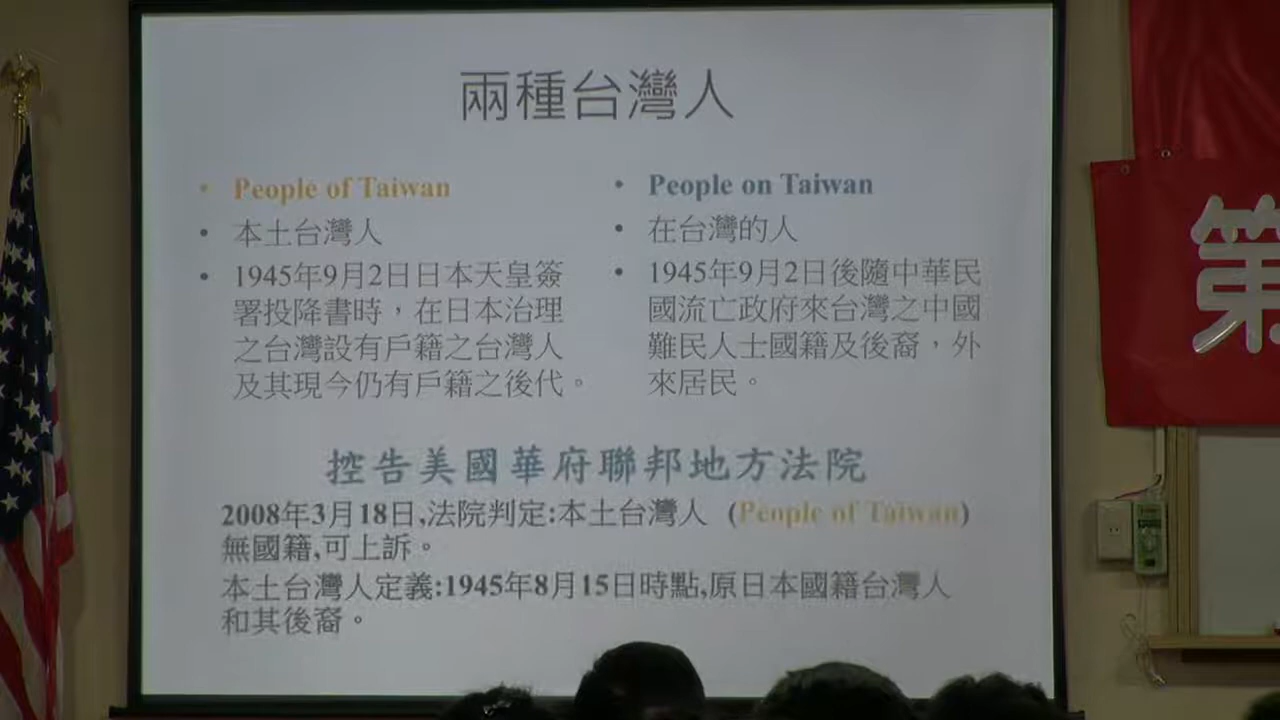 兩種台灣人
• People of Taiwan
• 本土台灣人
• 1945年9月2日日本天皇簽
署投降書時，在日本治理
之台灣設有戶籍之台灣人
及其現今仍有戶籍之後代。
• People on Taiwan
• 在台灣的人
• 1945年9月2日後隨中華民
國流亡政府來台灣之中國
難民人士國籍及後裔，外
來居民。
控告美國華府聯邦地方法院
2008年3月18日,法院判定:本土台灣人 (People of Taiwan)
無國籍,可上訴。
本土台灣人定義:1945年8月15日時點,原日本國籍台灣人
和其後裔。
第